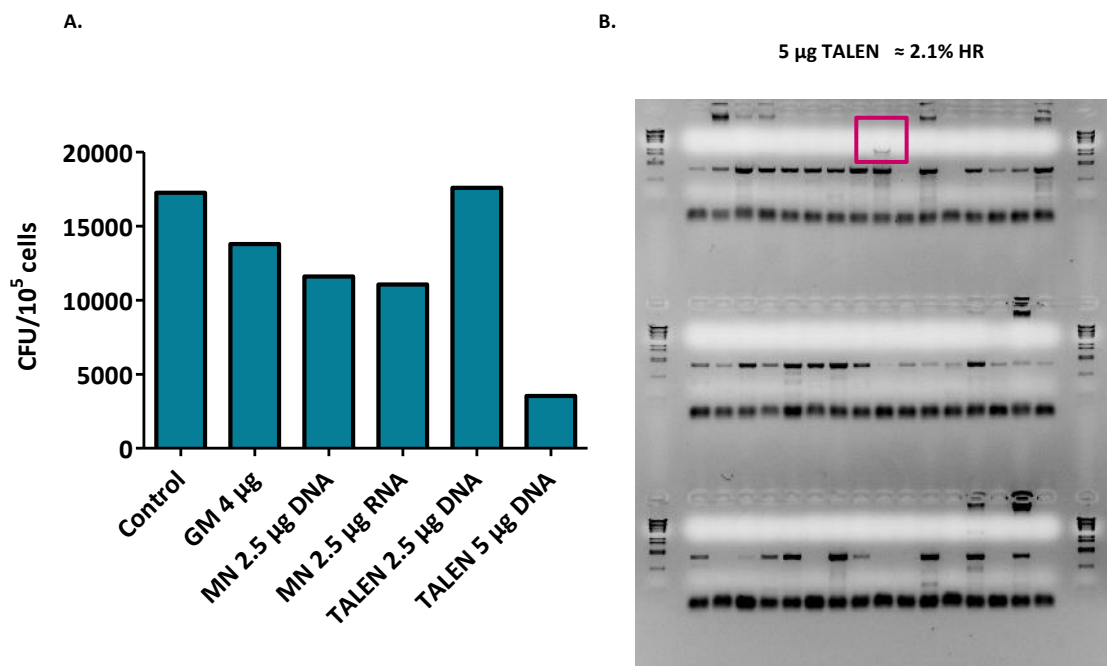 A.
B.
5 µg TALEN ≈ 2.1% HR
CFU/10⁵ cells
20000
15000
10000
5000
0
Control
GM 4 µg
MN 2.5 µg DNA
MN 2.5 µg RNA
TALEN 2.5 µg DNA
TALEN 5 µg DNA